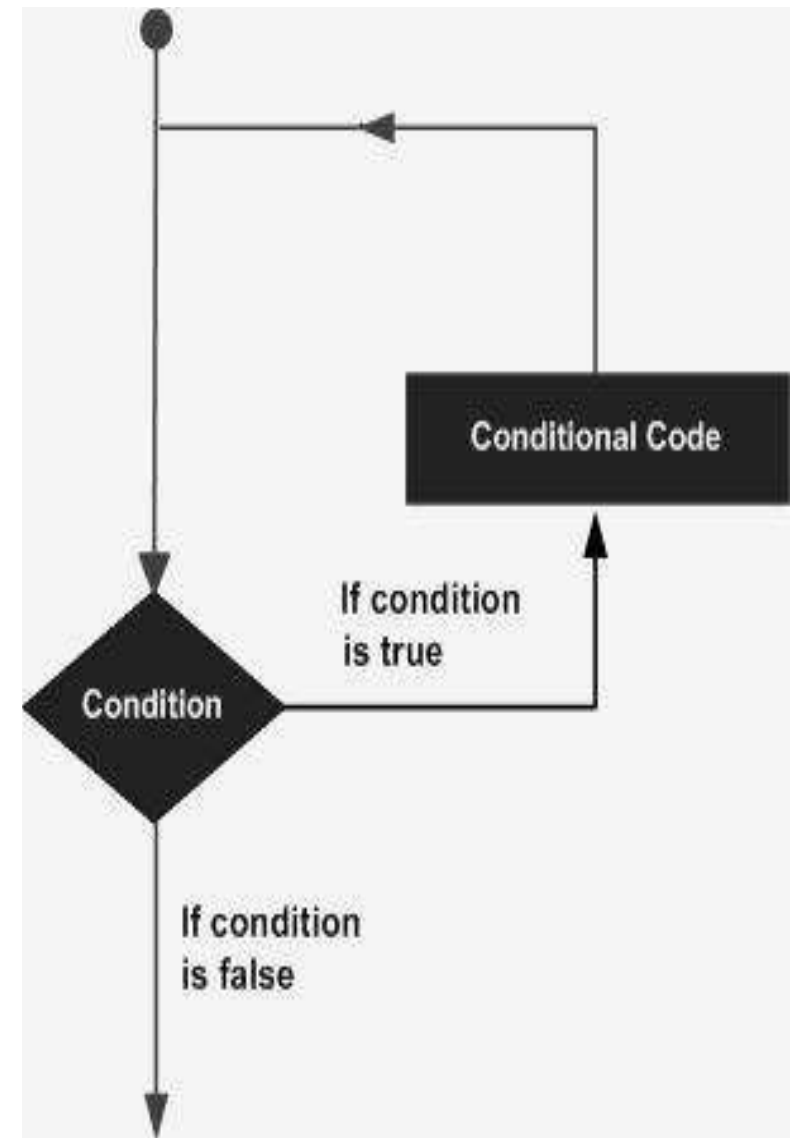 Conditional Code
If condition
is true
Condition
If condition
is false